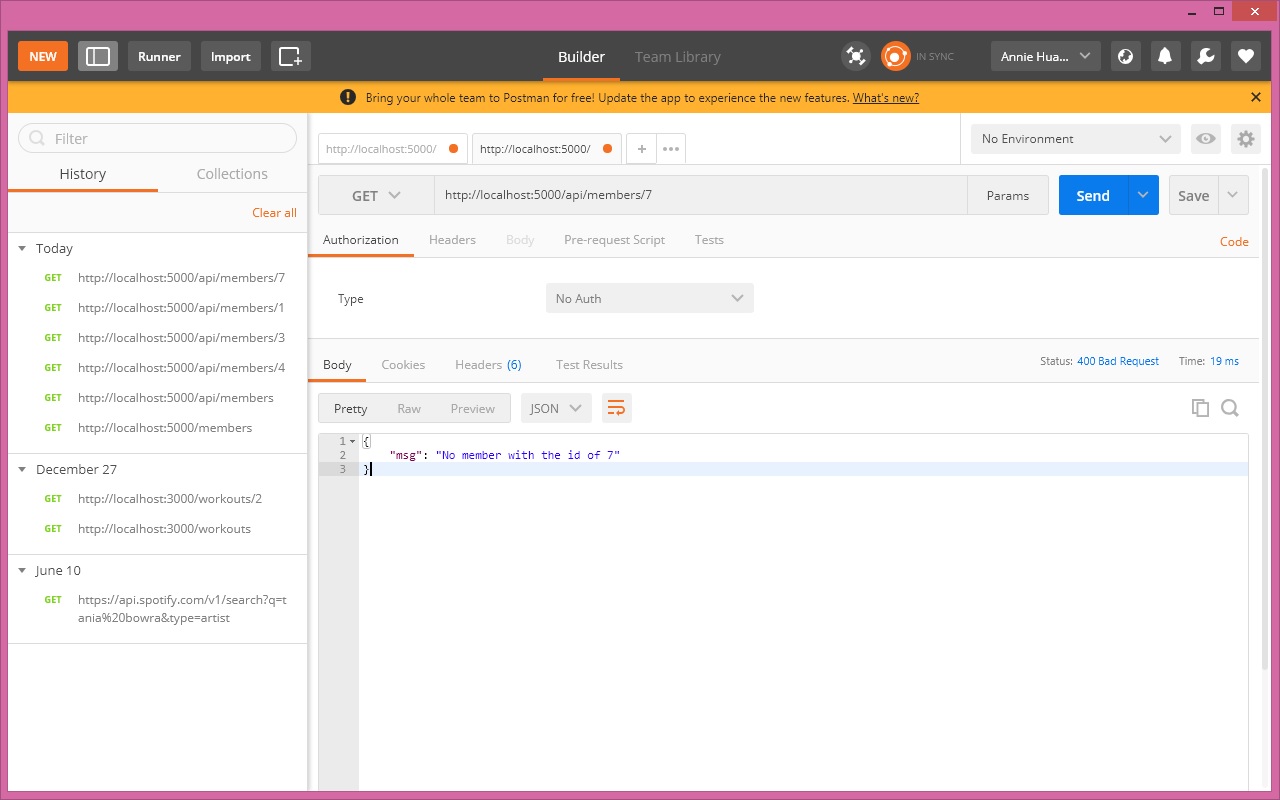 NEW Runner Import Builder Team Library IN SYNC Annie Hua...
Bring your whole team to Postman for free! Update the app to experience the new features. What's new?
Filter
History Collections
Clear all
Today
GET http://localhost:5000/api/members/7
GET http://localhost:5000/api/members/1
GET http://localhost:5000/api/members/3
GET http://localhost:5000/api/members/4
GET http://localhost:5000/api/members
GET http://localhost:5000/members
December 27
GET http://localhost:3000/workouts/2
GET http://localhost:3000/workouts
June 10
GET https://api.spotify.com/v1/search?q=t
ania%20bowra&type=artist
http://localhost:5000/ http://localhost:5000/ + ••• No Environment
GET http://localhost:5000/api/members/7 Params Send Save
Authorization Headers Body Pre-request Script Tests Code
Type No Auth
Body Cookies Headers (6) Test Results Status: 400 Bad Request Time: 19 ms
Pretty Raw Preview JSON
1 {
2 "msg": "No member with the id of 7"
3 }